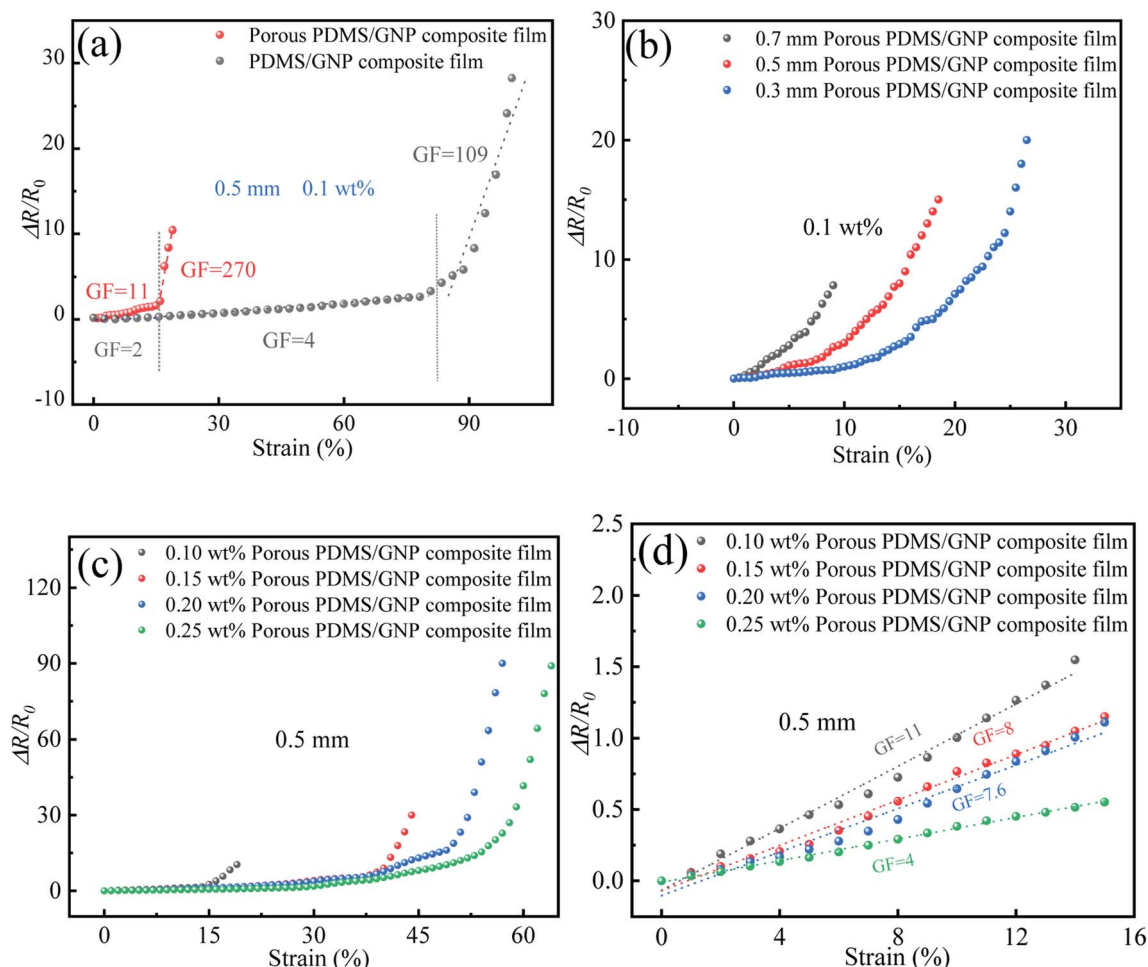 (a)
Porous PDMS/GNP composite film
PDMS/GNP composite film
30
20
10
0
-10
ΔR/R0
GF=109
0.5 mm 0.1 wt%
GF=11
GF=270
GF=2
GF=4
0 30 60 90
Strain (%)
(b)
0.7 mm Porous PDMS/GNP composite film
0.5 mm Porous PDMS/GNP composite film
0.3 mm Porous PDMS/GNP composite film
30
20
10
0
ΔR/R0
0.1 wt%
-10 0 10 20 30
Strain (%)
(c)
0.10 wt% Porous PDMS/GNP composite film
0.15 wt% Porous PDMS/GNP composite film
0.20 wt% Porous PDMS/GNP composite film
0.25 wt% Porous PDMS/GNP composite film
120
90
60
30
0
ΔR/R0
0.5 mm
0 15 30 45 60
Strain (%)
(d)
0.10 wt% Porous PDMS/GNP composite film
0.15 wt% Porous PDMS/GNP composite film
0.20 wt% Porous PDMS/GNP composite film
0.25 wt% Porous PDMS/GNP composite film
2.5
2.0
1.5
1.0
0.5
0.0
ΔR/R0
0.5 mm
GF=11
GF=8
GF=7.6
GF=4
0 4 8 12 16
Strain (%)